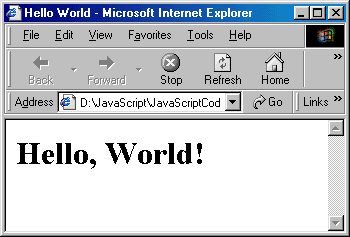 Hello World - Microsoft Internet Explorer
File Edit View Favorites Tools Help
Back Forward Stop Refresh Home »
Address D:\JavaScript\JavaScriptCod Go Links »
Hello, World!